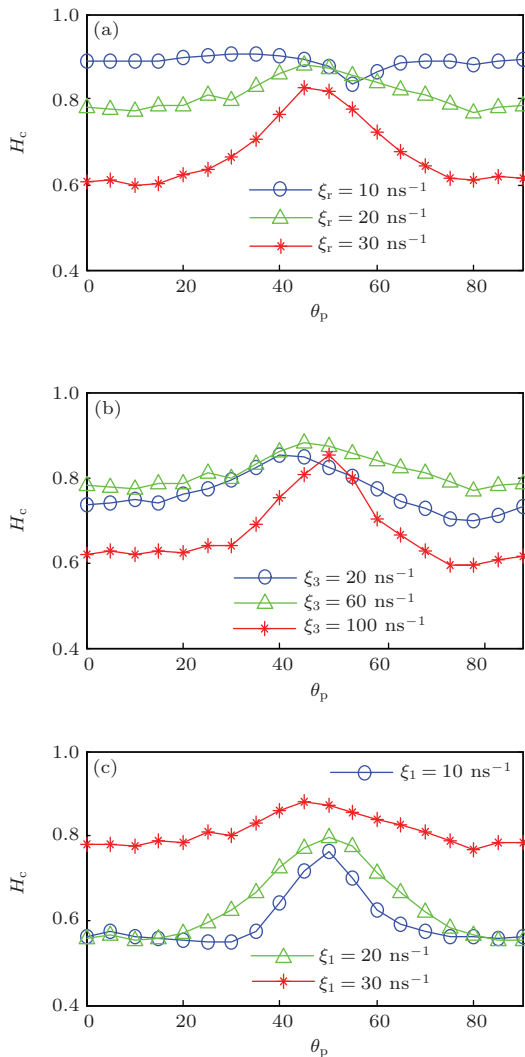 (a)
1.0
0.8
0.6
0.4
H_c
ξ_r = 10 ns⁻¹
ξ_r = 20 ns⁻¹
ξ_r = 30 ns⁻¹
0 20 40 60 80
θ_p
(b)
1.0
0.8
0.6
0.4
H_c
ξ_3 = 20 ns⁻¹
ξ_3 = 60 ns⁻¹
ξ_3 = 100 ns⁻¹
0 20 40 60 80
θ_p
(c)
1.0
0.8
0.6
0.4
H_c
ξ_1 = 10 ns⁻¹
ξ_1 = 20 ns⁻¹
ξ_1 = 30 ns⁻¹
0 20 40 60 80
θ_p